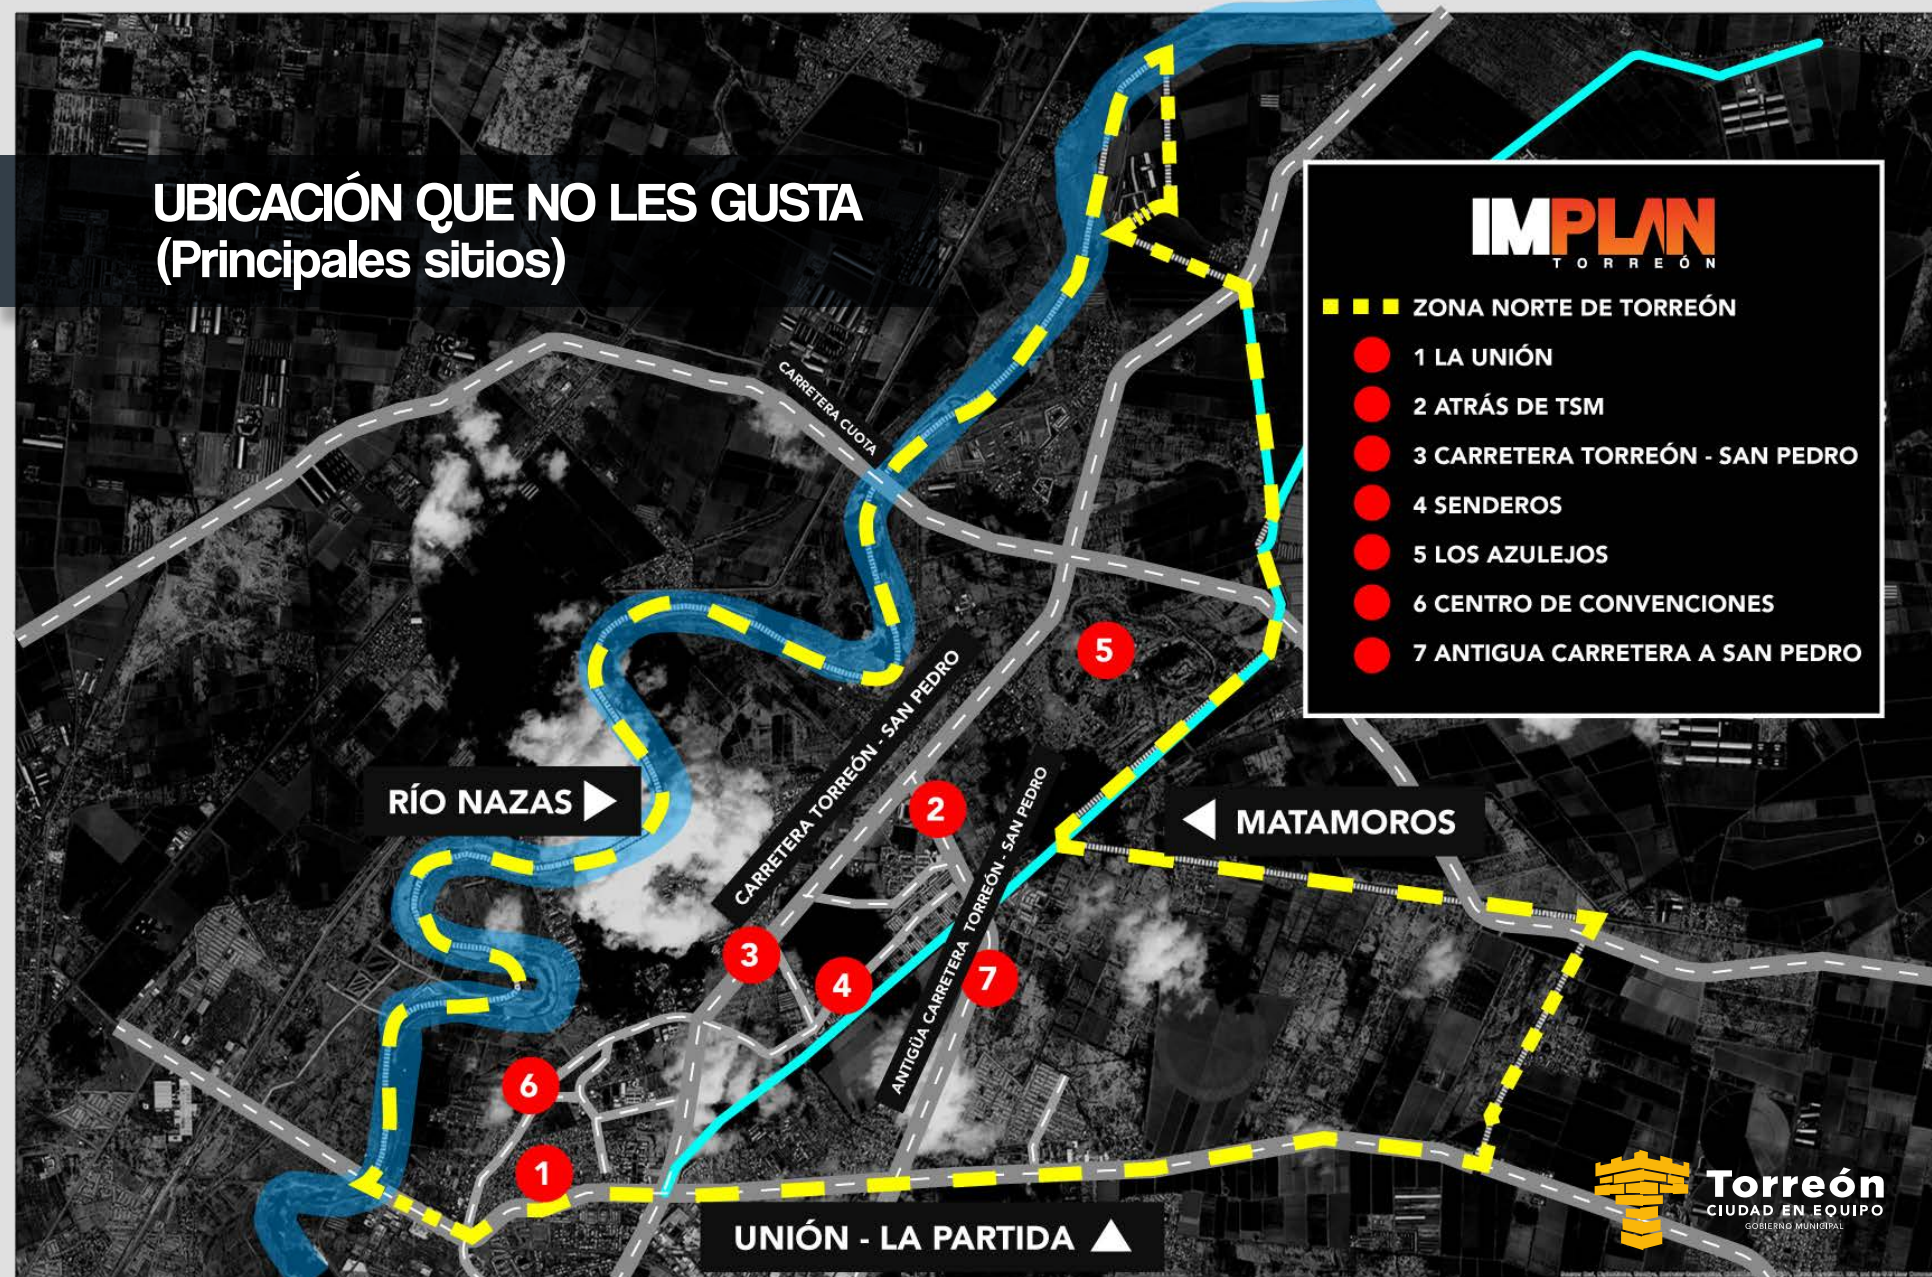 UBICACIÓN QUE NO LES GUSTA
(Principales sitios)
IMPLAN
TORREÓN
ZONA NORTE DE TORREÓN
1 LA UNIÓN
2 ATRÁS DE TSM
3 CARRETERA TORREÓN - SAN PEDRO
4 SENDEROS
5 LOS AZULEJOS
6 CENTRO DE CONVENCIONES
7 ANTIGUA CARRETERA A SAN PEDRO
CARRETERA CUOTA
5
CARRETERA TORREÓN - SAN PEDRO
RÍO NAZAS
2
MATAMOROS
ANTIGÜA CARRETERA TORREÓN - SAN PEDRO
3
4
7
6
1
UNIÓN - LA PARTIDA
Torreón
CIUDAD EN EQUIPO
GOBIERNO MUNICIPAL